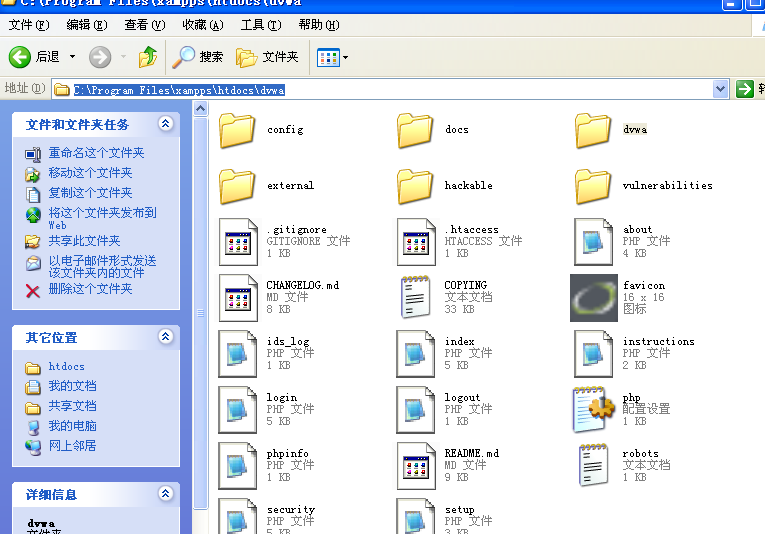 C:\Program Files\xampps\htdocs\dvwa
文件(F) 编辑(E) 查看(V) 收藏(A) 工具(T) 帮助(H)
后退 搜索 文件夹
地址(D) C:\Program Files\xampps\htdocs\dvwa
文件和文件夹任务
重命名这个文件夹
移动这个文件夹
复制这个文件夹
将这个文件夹发布到
Web
共享此文件夹
以电子邮件形式发送
该文件夹内的文件
删除这个文件夹
其它位置
htdocs
我的文档
共享文档
我的电脑
网上邻居
详细信息
dvwa
文件夹
config docs dvwa
external hackable vulnerabilities
.gitignore .htaccess about
GITIGNORE 文件 HTACCESS 文件 PHP 文件
1 KB 1 KB 4 KB
CHANGELOG.md COPYING favicon
MD 文件 文本文档 16 x 16
8 KB 33 KB 图标
ids_log index instructions
PHP 文件 PHP 文件 PHP 文件
1 KB 5 KB 2 KB
login logout php
PHP 文件 PHP 文件 配置设置
5 KB 1 KB 1 KB
phpinfo README.md robots
PHP 文件 MD 文件 文本文档
1 KB 9 KB 1 KB
security setup
PHP 文件 PHP 文件
5 KB 3 KB